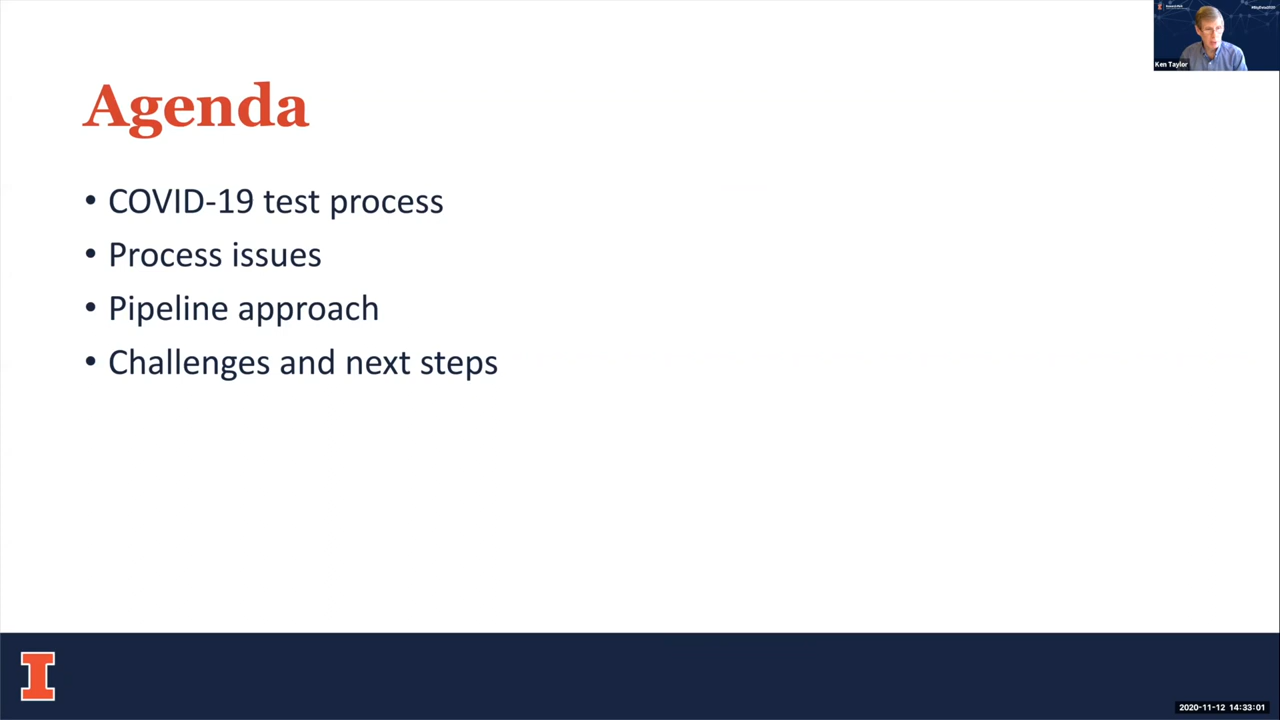 Agenda
• COVID-19 test process
• Process issues
• Pipeline approach
• Challenges and next steps
Ken Taylor
2020-11-12 14:33:01